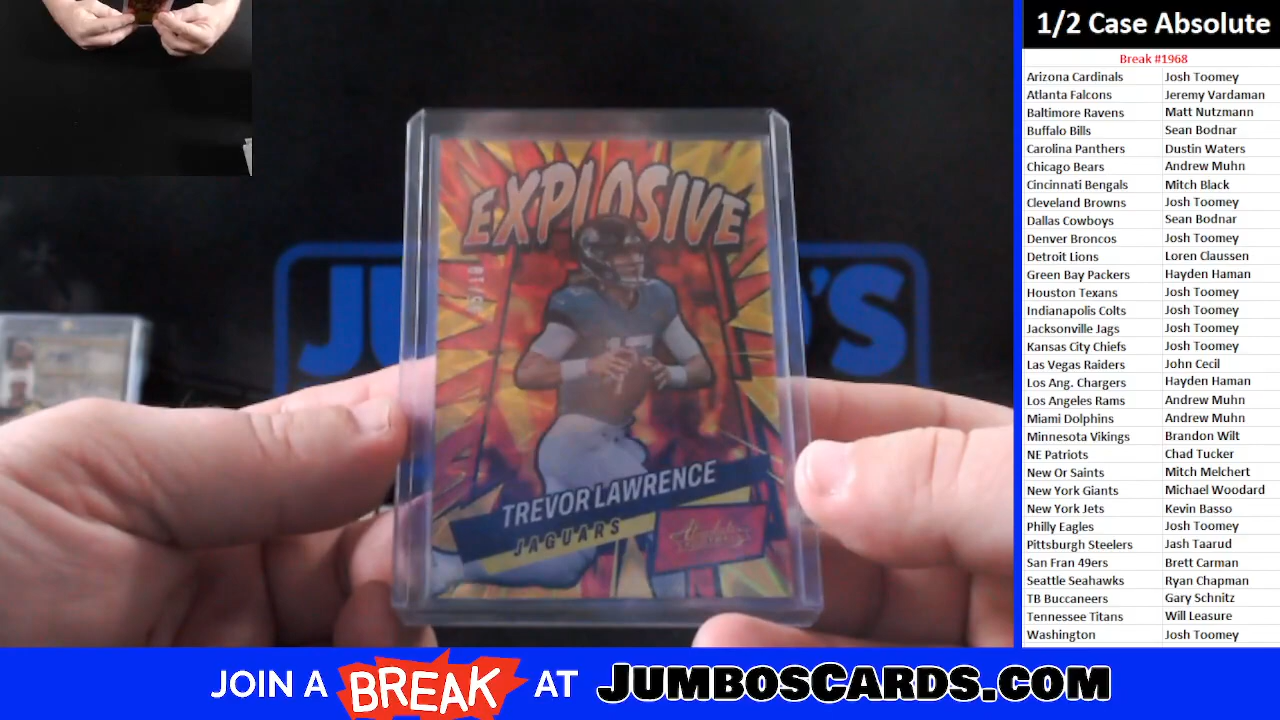 1/2 Case Absolute
Break #1968
Arizona Cardinals Josh Toomey
Atlanta Falcons Jeremy Vardaman
Baltimore Ravens Matt Nutzmann
Buffalo Bills Sean Bodnar
Carolina Panthers Dustin Waters
Chicago Bears Andrew Muhn
Cincinnati Bengals Mitch Black
Cleveland Browns Josh Toomey
Dallas Cowboys Sean Bodnar
Denver Broncos Josh Toomey
Detroit Lions Loren Claussen
Green Bay Packers Hayden Haman
Houston Texans Josh Toomey
Indianapolis Colts Josh Toomey
Jacksonville Jags Josh Toomey
Kansas City Chiefs Josh Toomey
Las Vegas Raiders John Cecil
Los Ang. Chargers Hayden Haman
Los Angeles Rams Andrew Muhn
Miami Dolphins Andrew Muhn
Minnesota Vikings Brandon Wilt
NE Patriots Chad Tucker
New Or Saints Mitch Melchert
New York Giants Michael Woodard
New York Jets Kevin Basso
Philly Eagles Josh Toomey
Pittsburgh Steelers Jash Taarud
San Fran 49ers Brett Carman
Seattle Seahawks Ryan Chapman
TB Buccaneers Gary Schnitz
Tennessee Titans Will Leasure
Washington Josh Toomey
EXPLOSIVE
TREVOR LAWRENCE
JAGUARS
JOIN A BREAK AT JUMBOSCARDS.COM